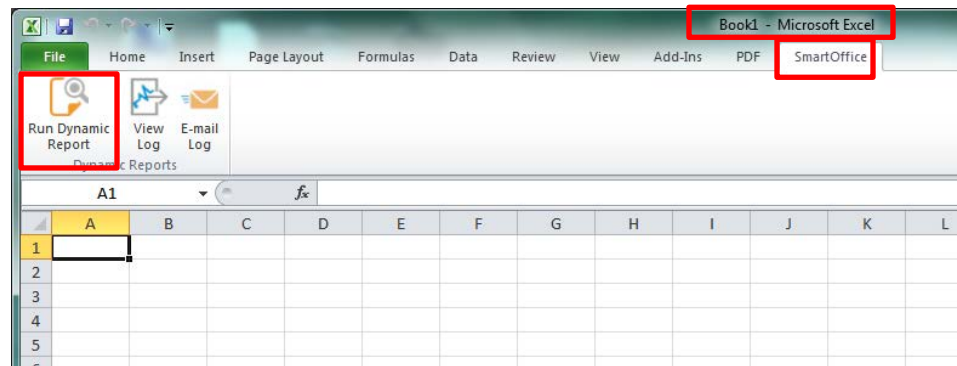 Book1 - Microsoft Excel
File Home Insert Page Layout Formulas Data Review View Add-Ins PDF SmartOffice
Run Dynamic Report
View Log
E-mail Log
Dynamic Reports
A1 fx
A B C D E F G H I J K L
1
2
3
4
5